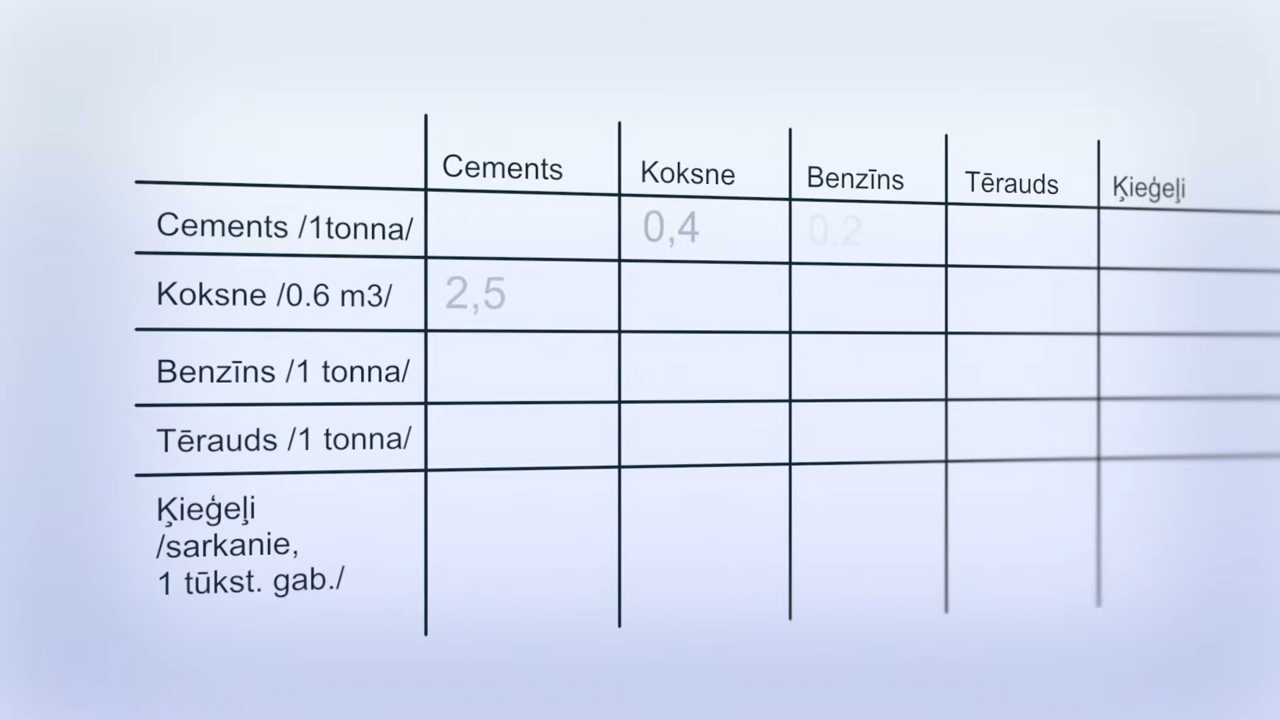 Cements Koksne Benzīns Tērauds Ķieģeļi
Cements /1tonna/ 0,4 0.2
Koksne /0.6 m3/ 2,5
Benzīns /1 tonna/
Tērauds /1 tonna/
Ķieģeļi
/sarkanie,
1 tūkst. gab./